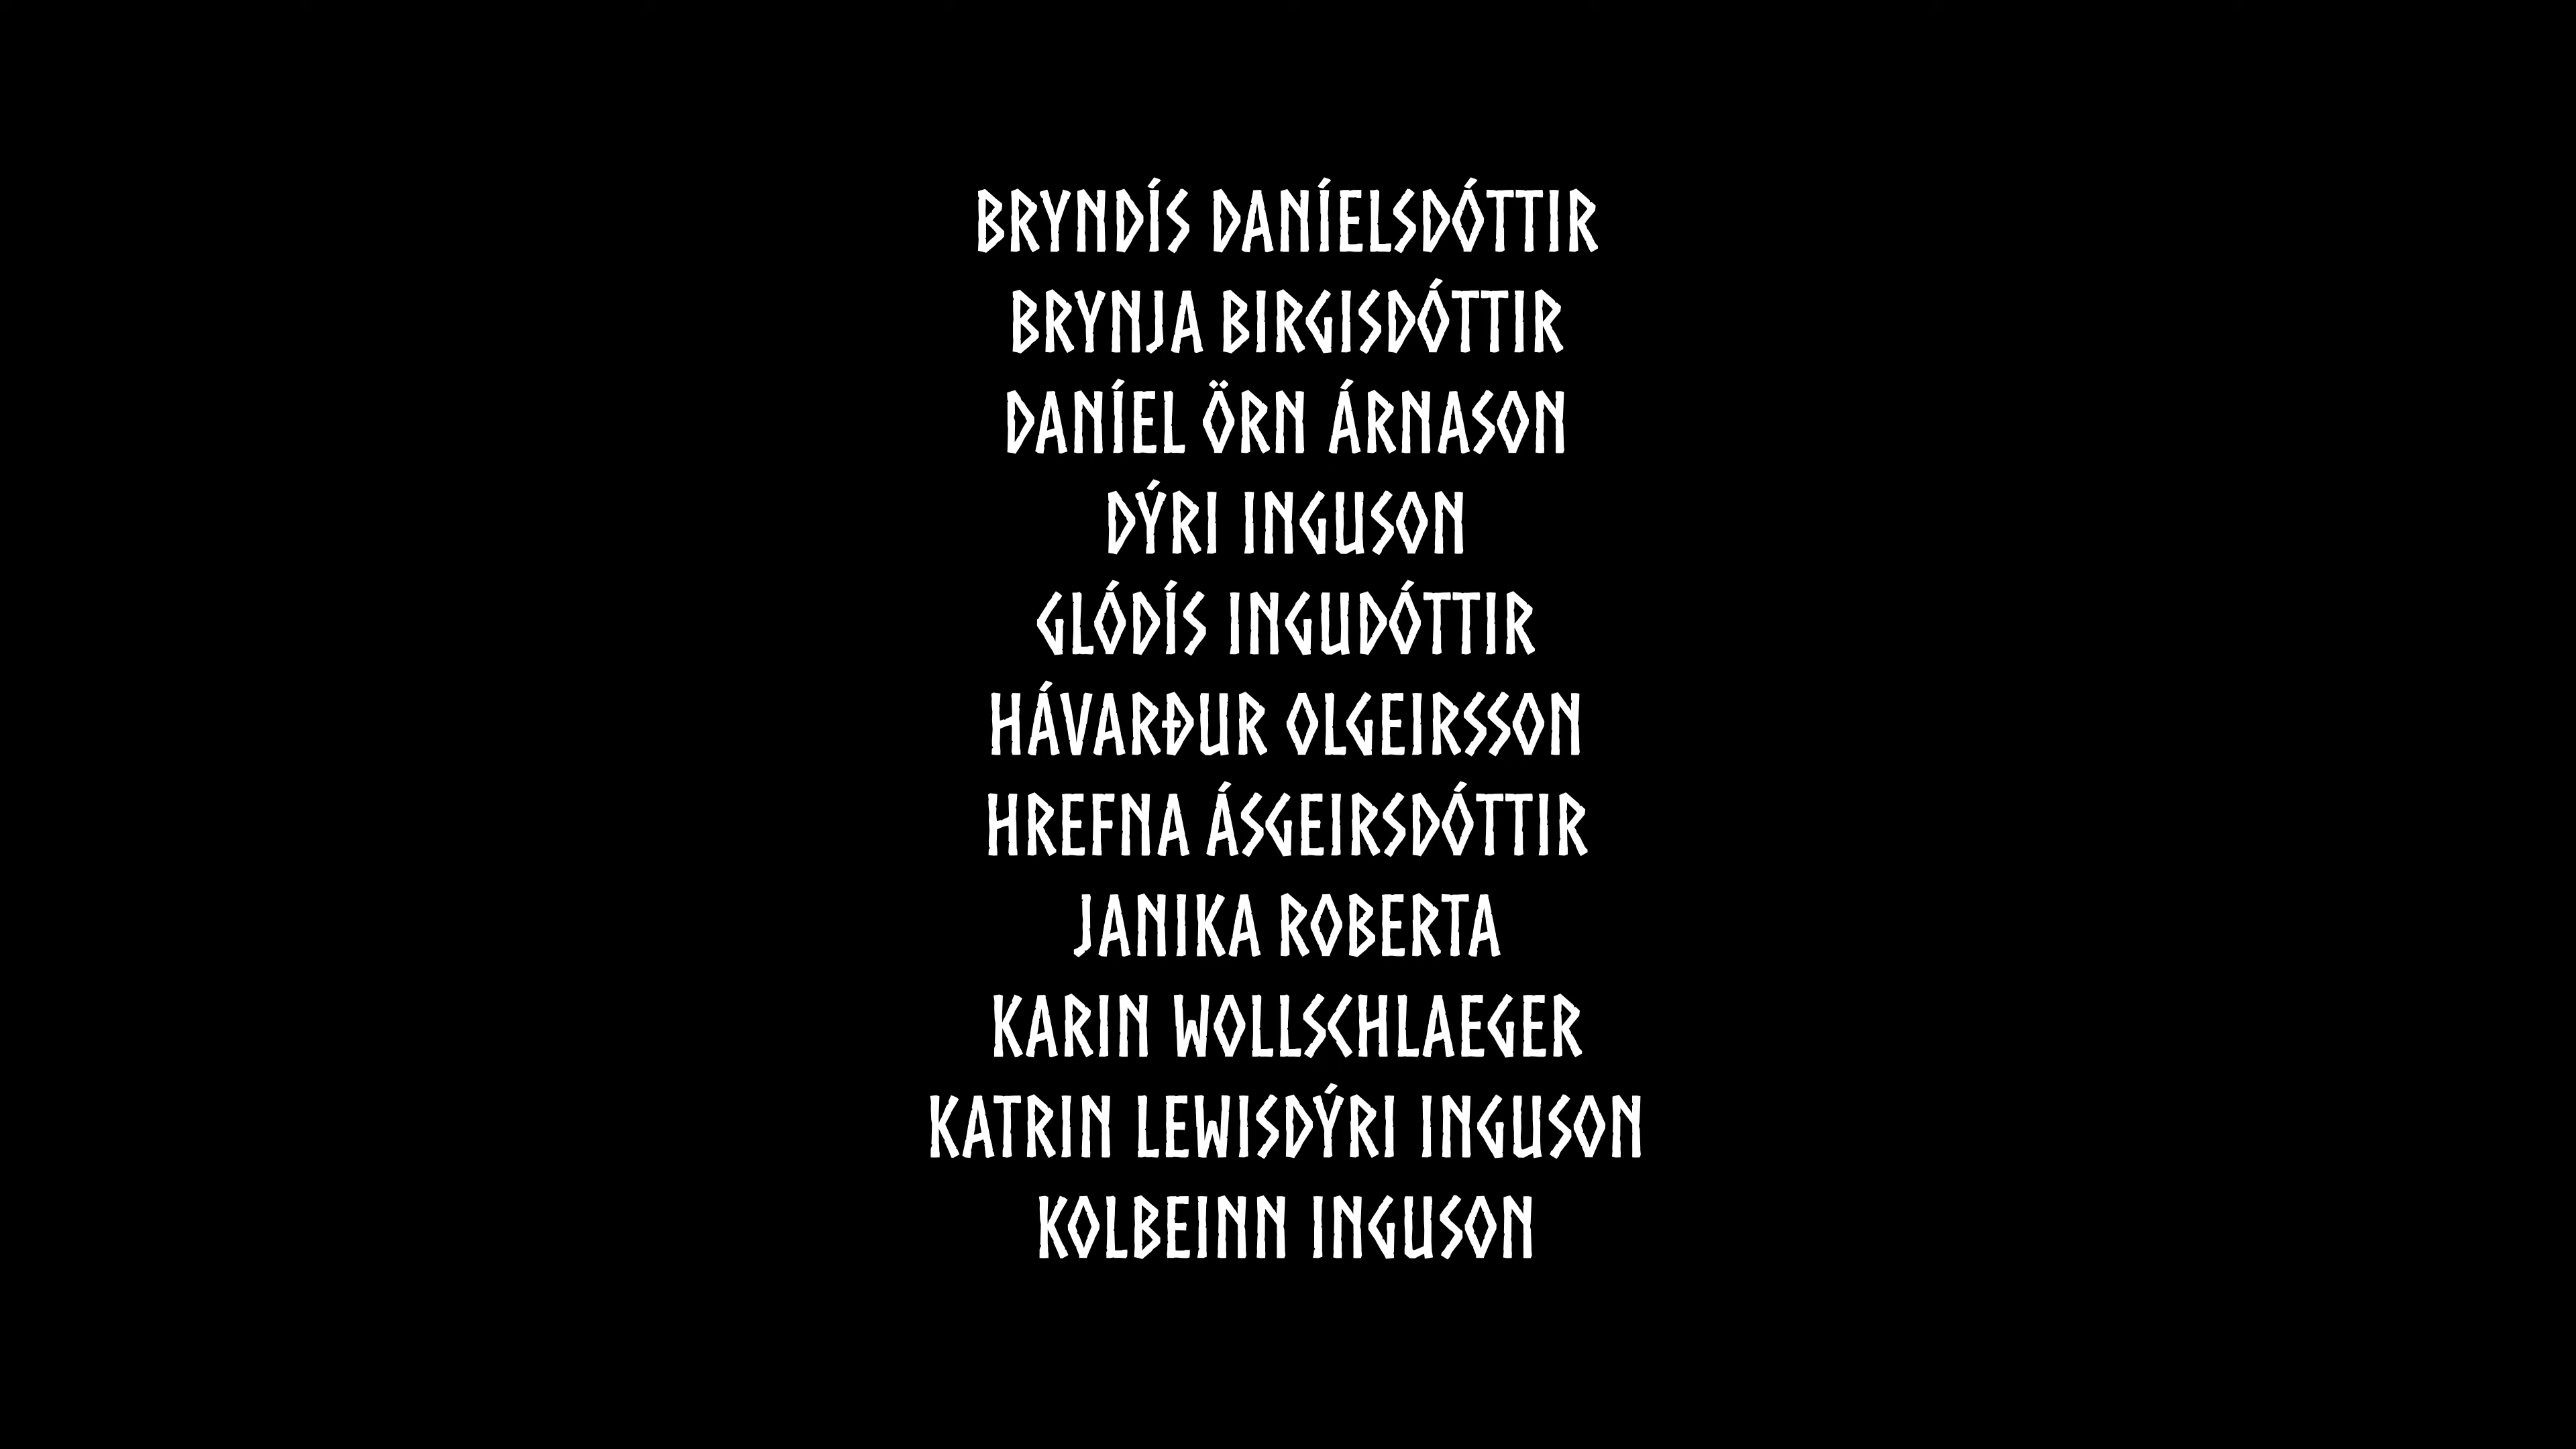 BRYNDÍS DANÍELSDÓTTIR
BRYNJA BIRGISDÓTTIR
DANÍEL ÖRN ÁRNASON
DÝRI INGUSON
GLÓDÍS INGUDÓTTIR
HÁVARÐUR OLGEIRSSON
HREFNA ÁSGEIRSDÓTTIR
JANIKA ROBERTA
KARIN WOLLSCHLAEGER
KATRIN LEWISDÝRI INGUSON
KOLBEINN INGUSON